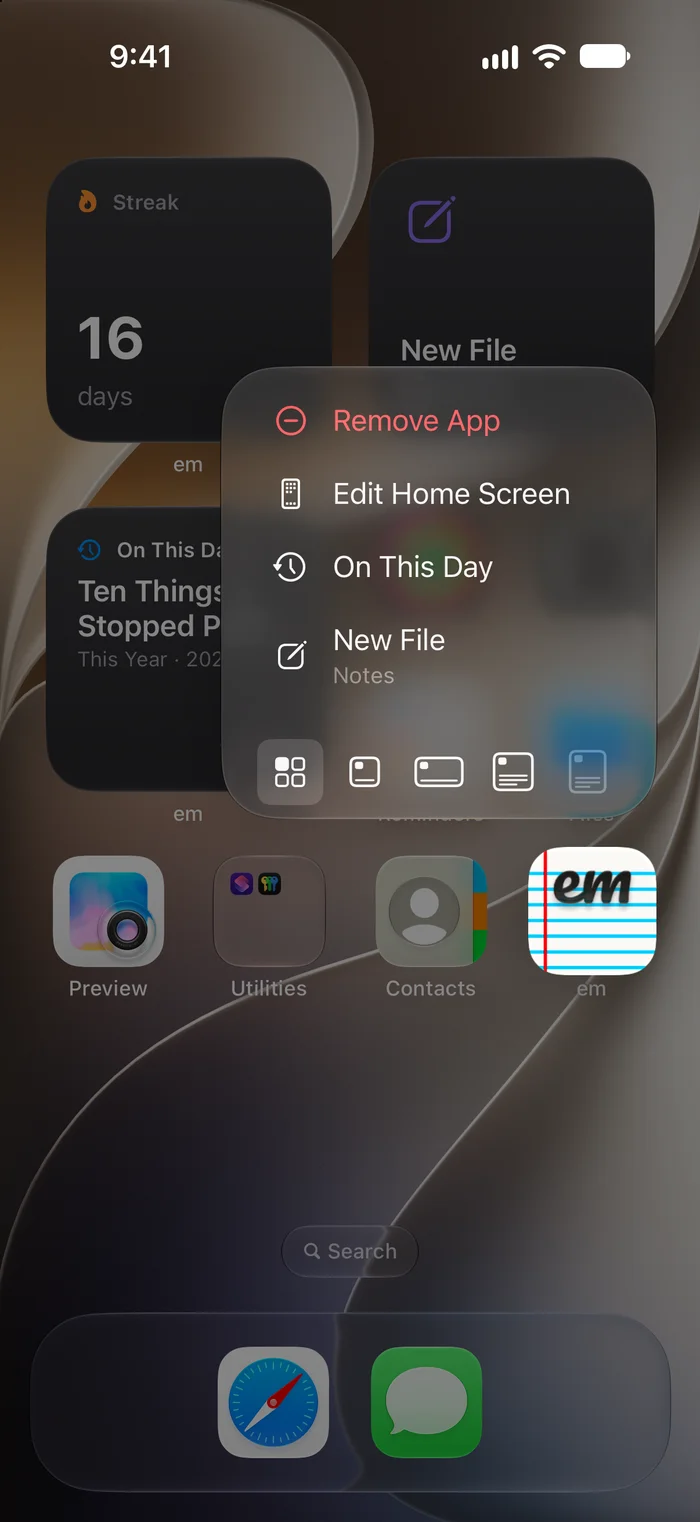 9:41
Streak
16
days
em
New File
Remove App
Edit Home Screen
On This Day
New File
Notes
On This Da
Ten Things
Stopped P
This Year · 202
em
Preview
Utilities
Contacts
em
em
Search